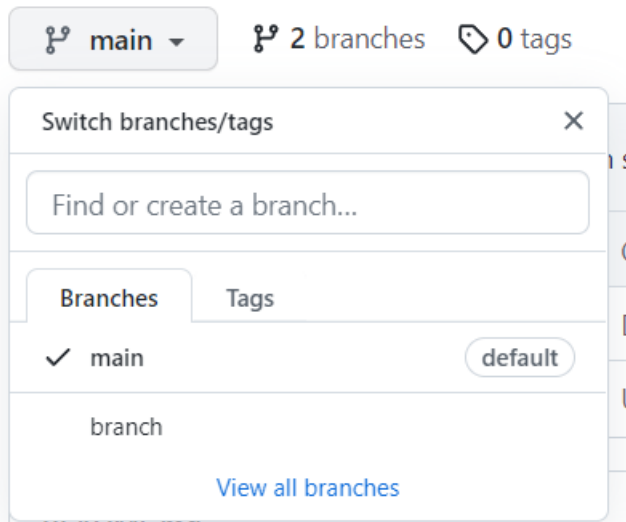 main
2 branches
0 tags
Switch branches/tags
Find or create a branch...
Branches
Tags
main
default
branch
View all branches